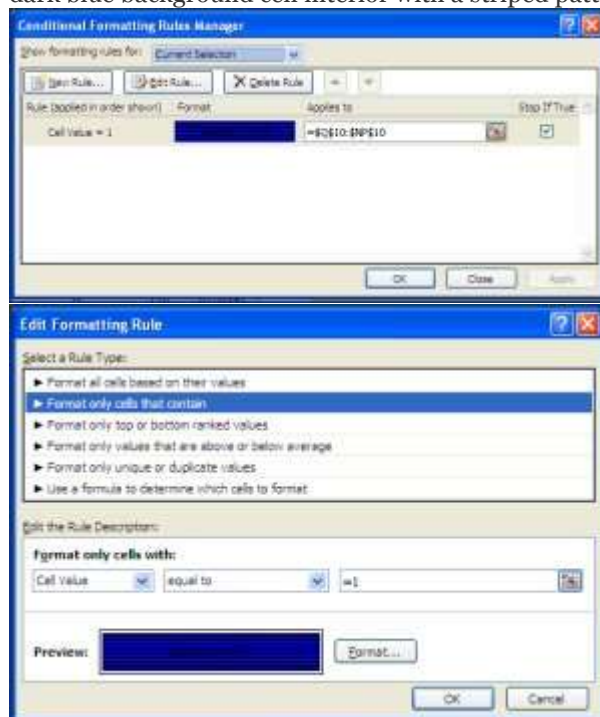 dark blue background cell interior with a striped patt
Conditional Formatting Rules Manager
Show formatting rules for: Current Selection
New Rule... Edit Rule... Delete Rule
Rule (applied in order shown) Format Applies to Stop If True
Cell Value = 1 =$Q$10:$NP$10
OK Close Apply
Edit Formatting Rule
Select a Rule Type:
► Format all cells based on their values
► Format only cells that contain
► Format only top or bottom ranked values
► Format only values that are above or below average
► Format only unique or duplicate values
► Use a formula to determine which cells to format
Edit the Rule Description:
Format only cells with:
Cell Value equal to =1
Preview: Format...
OK Cancel